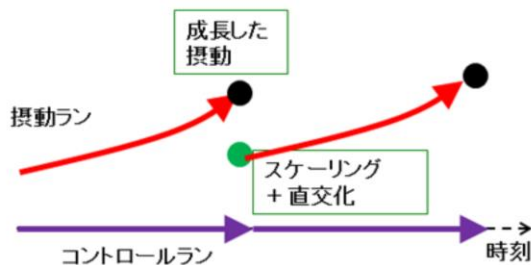 成長した
摂動
摂動ラン
スケーリング
+ 直交化
コントロールラン
時刻